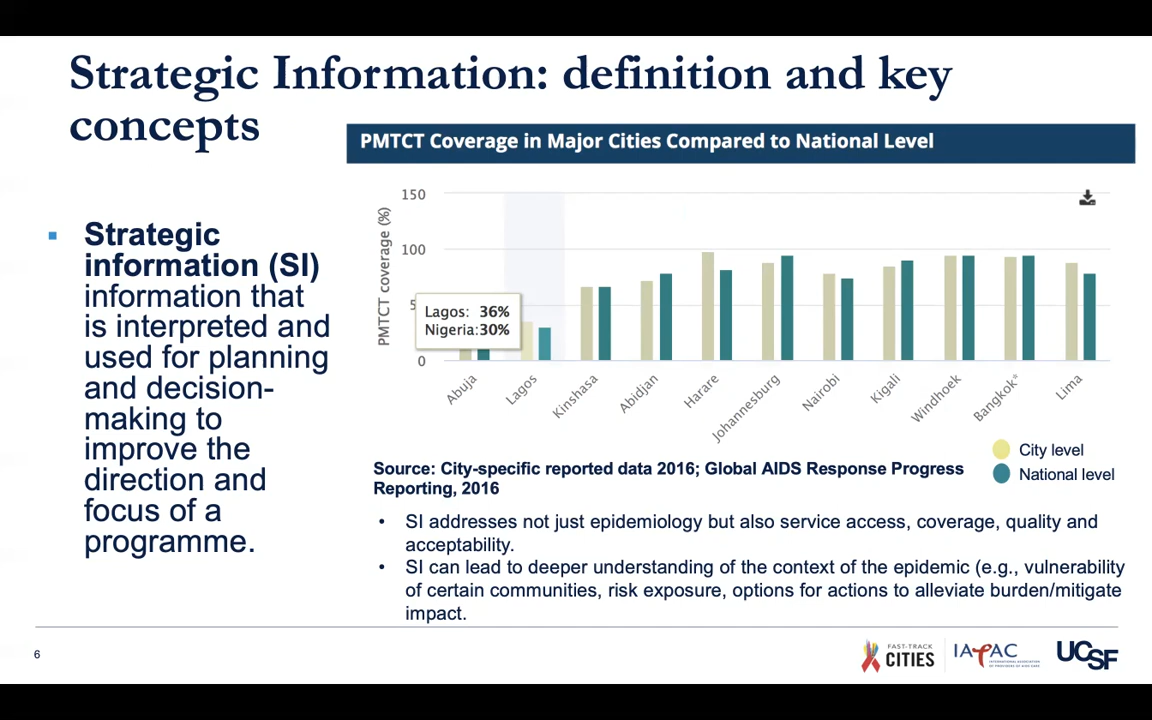 Strategic Information: definition and key
concepts
PMTCT Coverage in Major Cities Compared to National Level
▪ Strategic
information (SI)
information that
is interpreted and
used for planning
and decision-
making to
improve the
direction and
focus of a
programme.
PMTCT coverage (%)
150
100
5
0
Lagos: 36%
Nigeria:30%
Abuja
Lagos
Kinshasa
Abidjan
Harare
Johannesburg
Nairobi
Kigali
Windhoek
Bangkok*
Lima
City level
National level
Source: City-specific reported data 2016; Global AIDS Response Progress
Reporting, 2016
• SI addresses not just epidemiology but also service access, coverage, quality and
acceptability.
• SI can lead to deeper understanding of the context of the epidemic (e.g., vulnerability
of certain communities, risk exposure, options for actions to alleviate burden/mitigate
impact.
6
FAST-TRACK
CITIES
IAPAC
UCSF